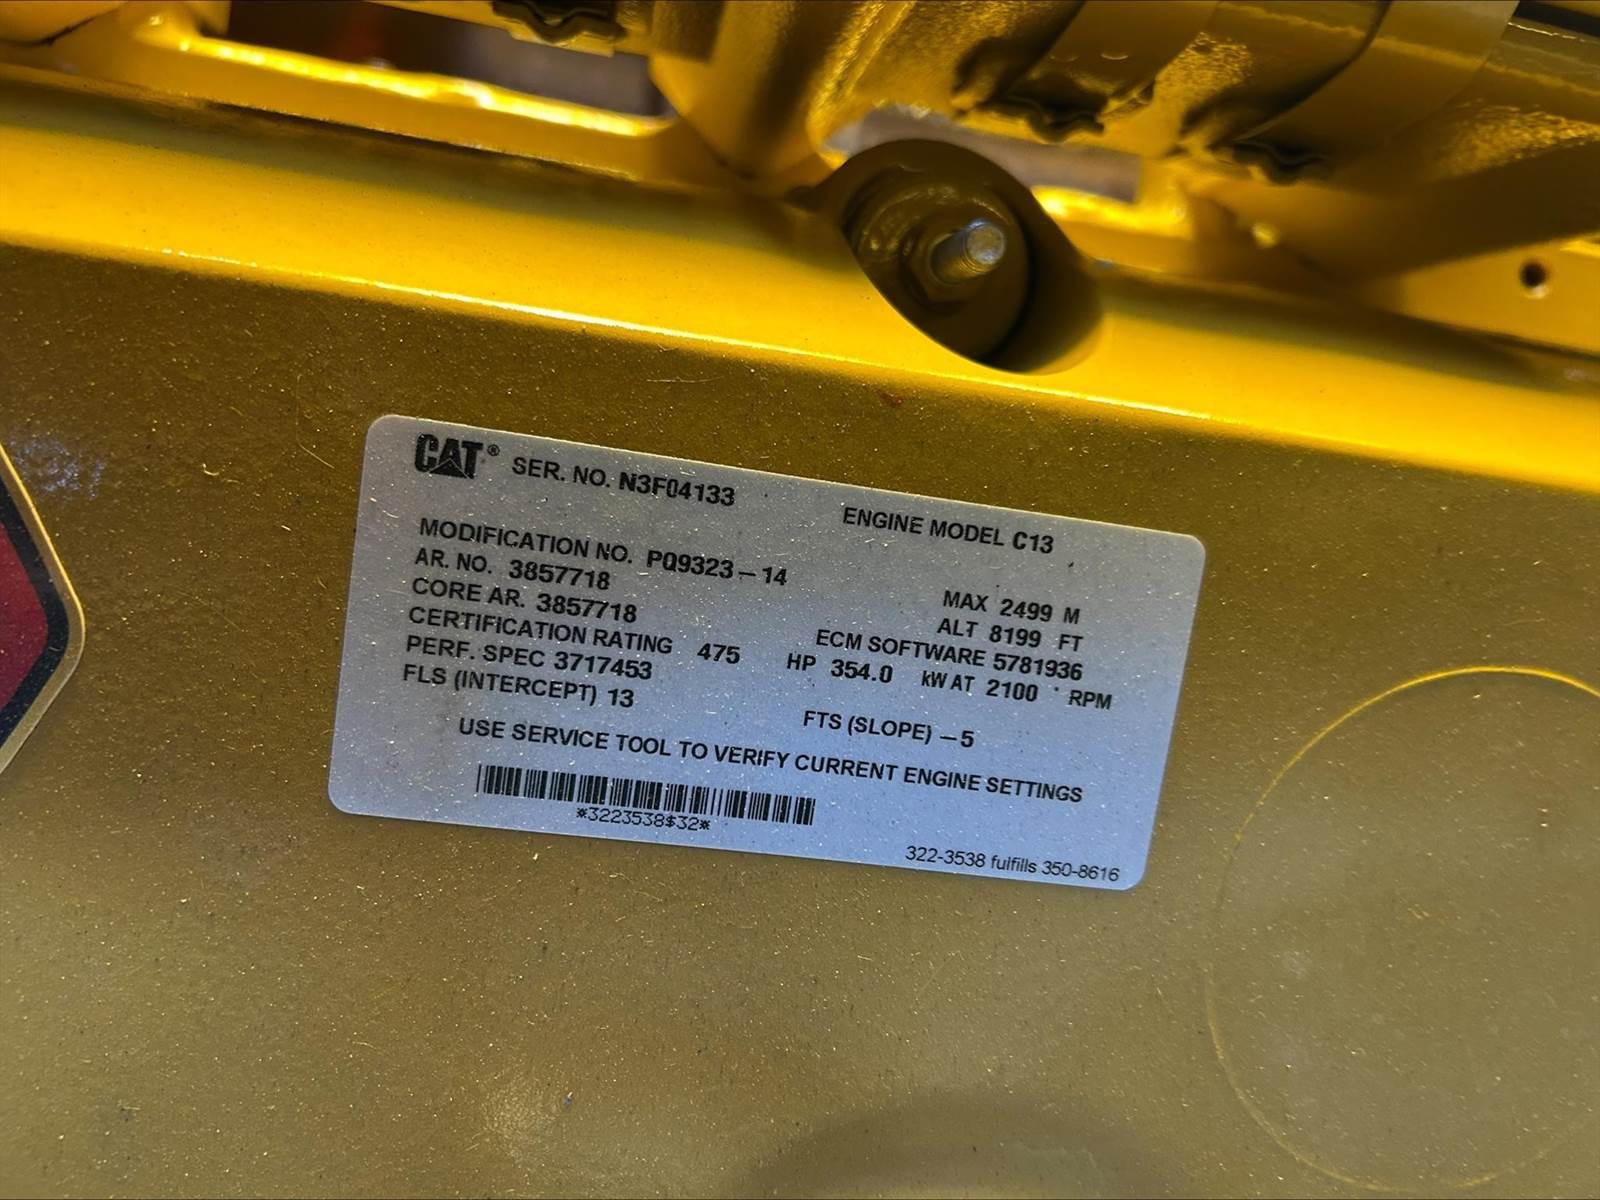 CAT® SER. NO. N3F04133
ENGINE MODEL C13
MODIFICATION NO. PQ9323-14
AR. NO. 3857718 MAX 2499 M
CORE AR. 3857718 ALT 8199 FT
CERTIFICATION RATING ECM SOFTWARE 5781936
PERF. SPEC 3717453 475 HP 354.0 kW AT 2100 RPM
FLS (INTERCEPT) 13 FTS (SLOPE) -5
USE SERVICE TOOL TO VERIFY CURRENT ENGINE SETTINGS
*3223538$32*
322-3538 fulfills 350-8616